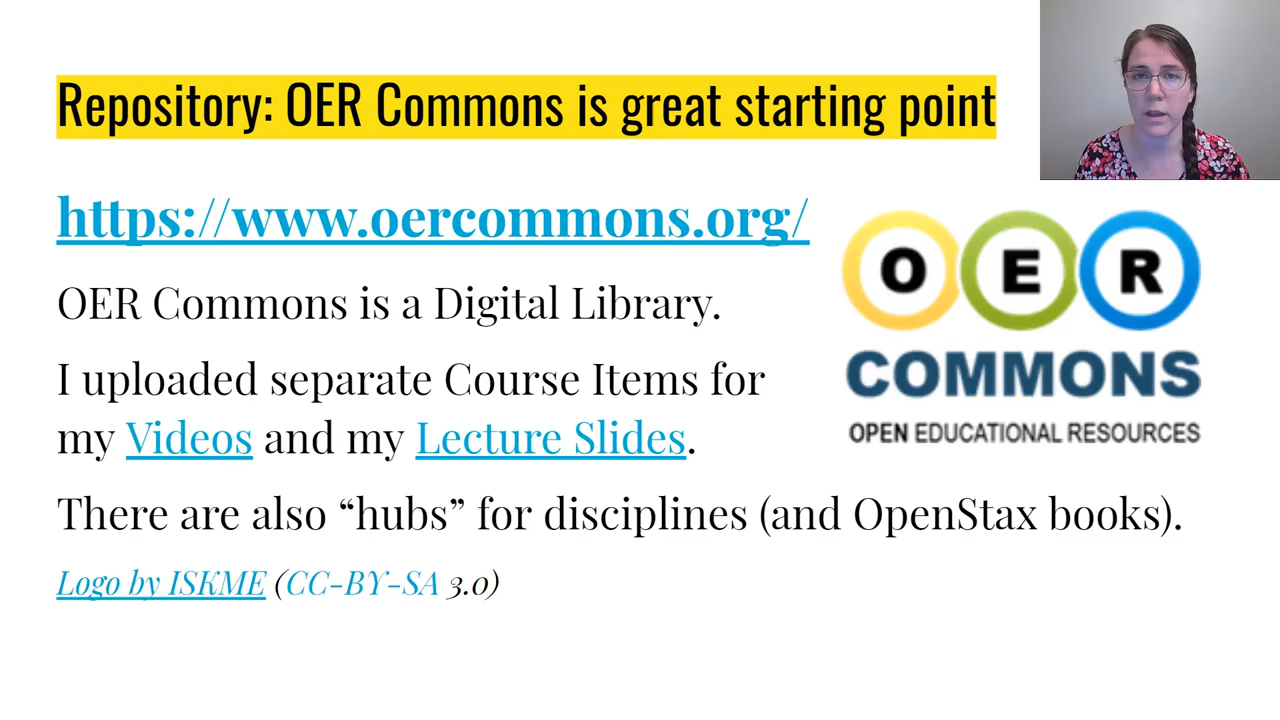 Repository: OER Commons is great starting point
https://www.oercommons.org/
OER Commons is a Digital Library.
I uploaded separate Course Items for
my Videos and my Lecture Slides.
There are also “hubs” for disciplines (and OpenStax books).
Logo by ISKME (CC-BY-SA 3.0)
O E R
COMMONS
OPEN EDUCATIONAL RESOURCES